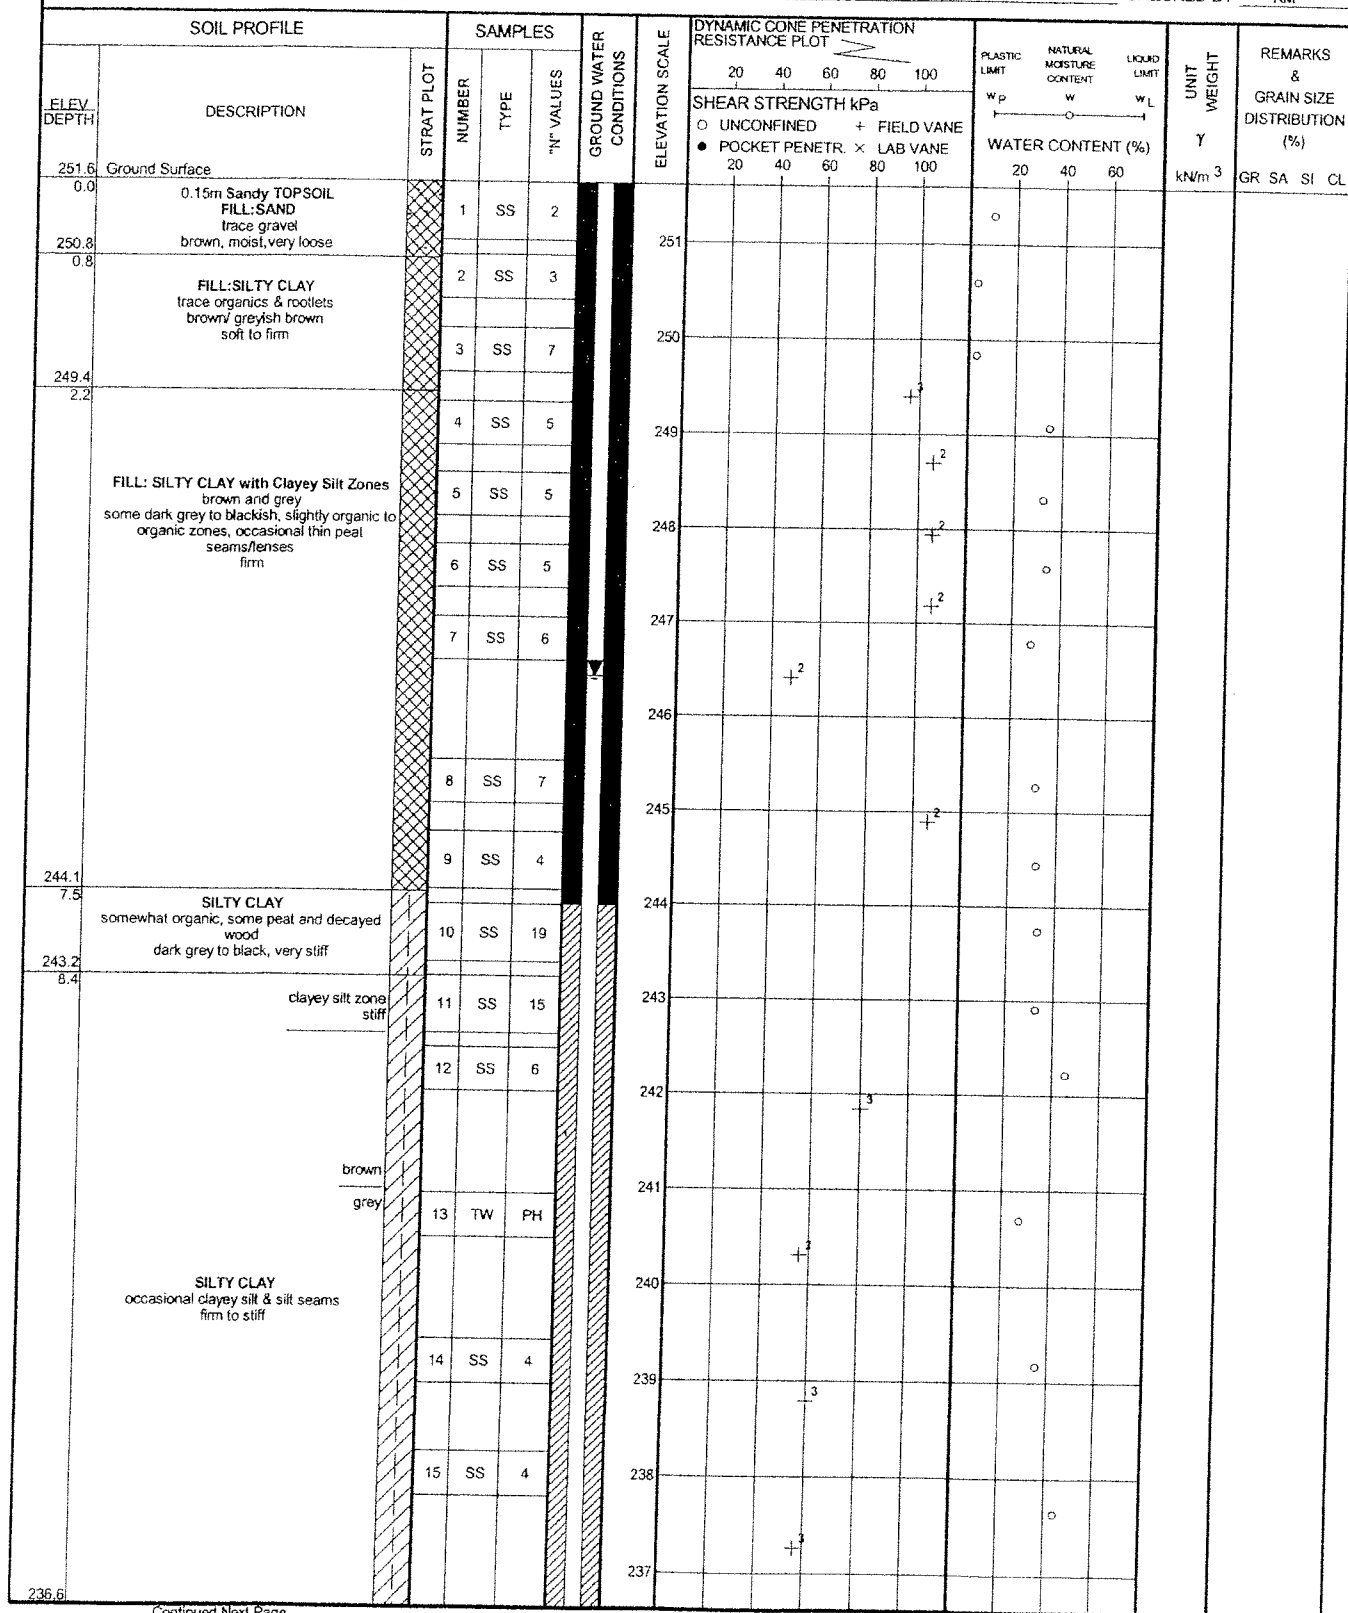 SOIL PROFILE
SAMPLES
GROUND WATER CONDITIONS
ELEVATION SCALE
DYNAMIC CONE PENETRATION
RESISTANCE PLOT
20 40 60 80 100
SHEAR STRENGTH kPa
○ UNCONFINED + FIELD VANE
● POCKET PENETR. × LAB VANE
20 40 60 80 100
PLASTIC LIMIT
NATURAL MOISTURE CONTENT
LIQUID LIMIT
W P W W L
WATER CONTENT (%)
20 40 60
UNIT WEIGHT
γ
kN/m 3
REMARKS
&
GRAIN SIZE
DISTRIBUTION
(%)
GR SA SI CL
ELEV
DEPTH
DESCRIPTION
STRAT PLOT
NUMBER
TYPE
"N" VALUES
251.6 Ground Surface
0.0
0.15m Sandy TOPSOIL
FILL:SAND
trace gravel
brown, moist,very loose
1 SS 2
251
250.8
0.8
2 SS 3
FILL:SILTY CLAY
trace organics & rootlets
brown/ greyish brown
soft to firm
250
3 SS 7
249.4
2.2
3
4 SS 5
249
2
FILL: SILTY CLAY with Clayey Silt Zones
brown and grey
some dark grey to blackish, slightly organic to
organic zones, occasional thin peat
seams/lenses
firm
5 SS 5
248
2
6 SS 5
2
247
7 SS 6
2
246
8 SS 7
245
2
9 SS 4
244.1
7.5
244
SILTY CLAY
somewhat organic, some peat and decayed
wood
dark grey to black, very stiff
10 SS 19
243.2
8.4
clayey silt zone
stiff
11 SS 15
243
12 SS 6
242
3
brown
grey
241
13 TW PH
240
SILTY CLAY
occasional clayey silt & silt seams
firm to stiff
14 SS 4
239
3
15 SS 4
238
3
237
236.6
Continued Next Page